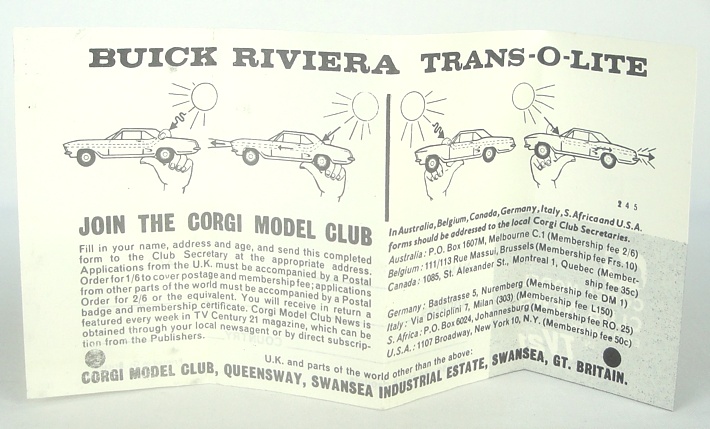 BUICK RIVIERA TRANS-O-LITE
JOIN THE CORGI MODEL CLUB
Fill in your name, address and age, and send this completed
form to the Club Secretary at the appropriate address.
Applications from the U.K. must be accompanied by a Postal
Order for 1/6 to cover postage and membership fee; applications
from other parts of the world must be accompanied by a Postal
Order for 2/6 or the equivalent. You will receive in return a
badge and membership certificate. Corgi Model Club News is
featured every week in TV Century 21 magazine, which can be
obtained through your local newsagent or by direct subscrip-
tion from the Publishers.
245
In Australia, Belgium, Canada, Germany, Italy, S. Africa and U.S.A.
forms should be addressed to the local Corgi Club Secretaries.
Australia: P.O. Box 1607M, Melbourne C.1 (Membership fee 2/6)
Belgium: 111/113 Rue Massui, Brussels (Membership fee Frs. 10)
Canada: 1085, St. Alexander St., Montreal 1, Quebec (Member-
ship fee 35c)
Germany: Badstrasse 5, Nuremberg (Membership fee DM 1)
Italy: Via Disciplini 7, Milan (303) (Membership fee L150)
S. Africa: P.O. Box 6024, Johannesburg (Membership fee RO. 25)
U.S.A.: 1107 Broadway, New York 10, N.Y. (Membership fee 50c)
U.K. and parts of the world other than the above:
CORGI MODEL CLUB, QUEENSWAY, SWANSEA INDUSTRIAL ESTATE, SWANSEA, GT. BRITAIN.